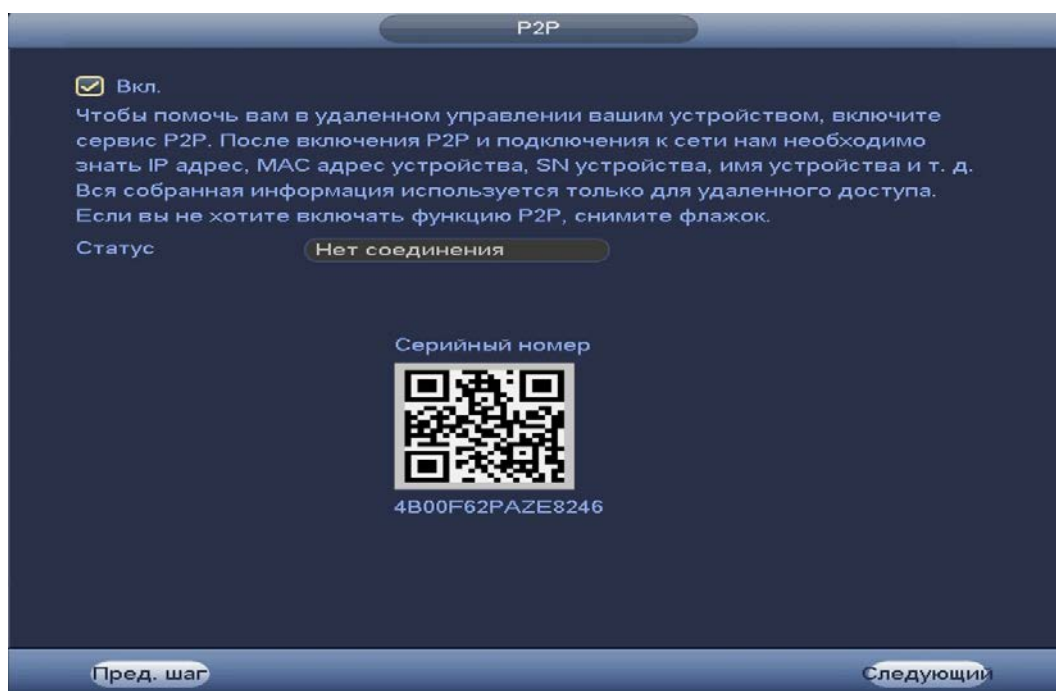 P2P
Вкл.
Чтобы помочь вам в удаленном управлении вашим устройством, включите
сервис P2P. После включения P2P и подключения к сети нам необходимо
знать IP адрес, MAC адрес устройства, SN устройства, имя устройства и т. д.
Вся собранная информация используется только для удаленного доступа.
Если вы не хотите включать функцию P2P, снимите флажок.
Статус Нет соединения
Серийный номер
4B00F62PAZE8246
Пред. шаг Следующий